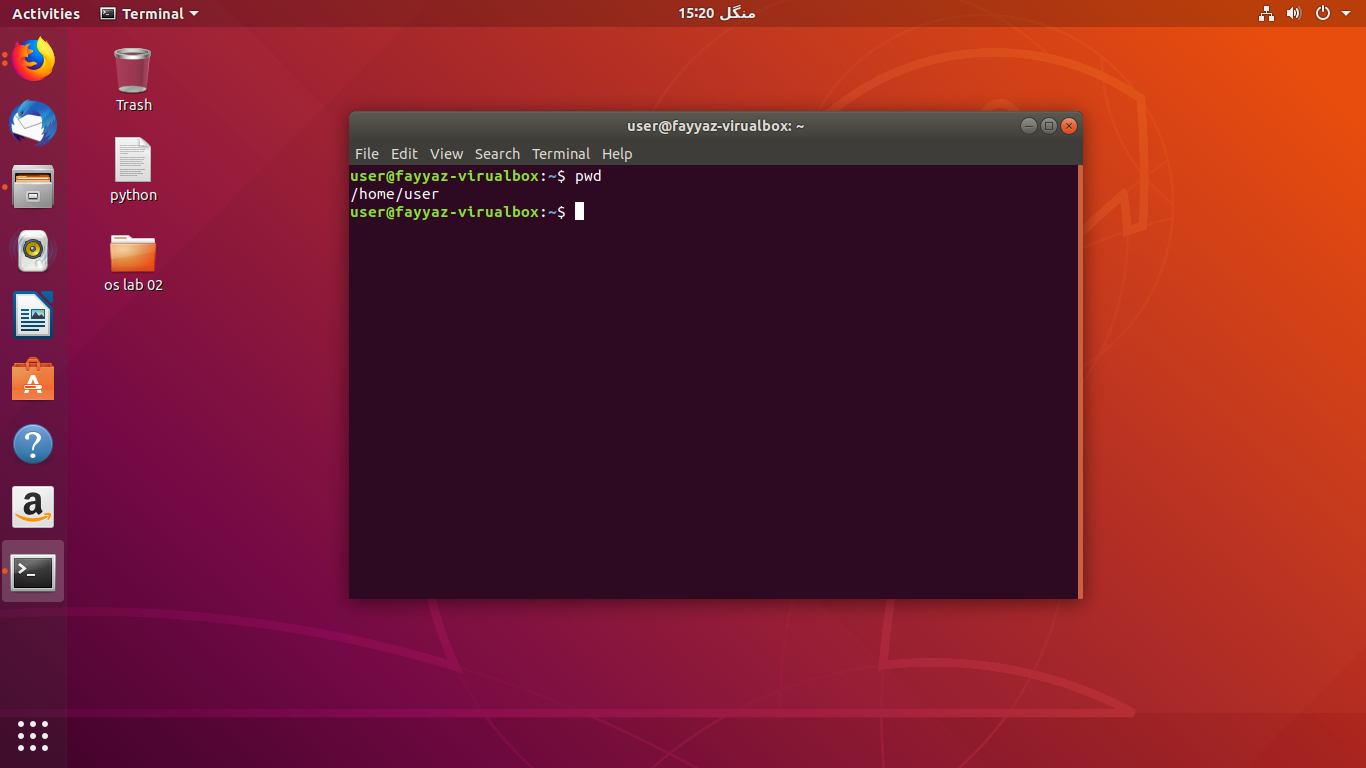 Activities Terminal منگل 15:20
Trash
python
os lab 02
user@fayyaz-virualbox: ~
File Edit View Search Terminal Help
user@fayyaz-virualbox:~$ pwd
/home/user
user@fayyaz-virualbox:~$